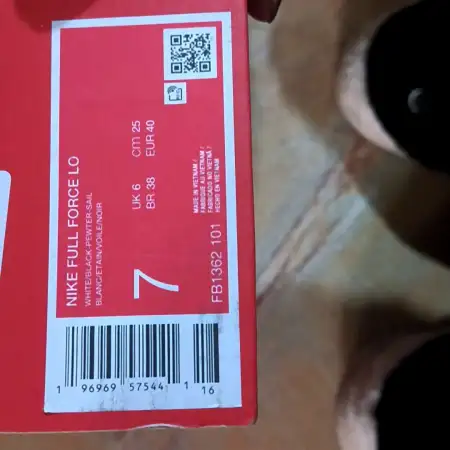 NIKE FULL FORCE LO
WHITE/BLACK-PEWTER-SAIL
BLANC/ETAIN/VOILE/NOIR
UK 6 cm 25
BR 38 EUR 40
7
MADE IN VIETNAM /
FABRIQUE AU VIETNAM /
FABRICADO NO VIETNÃ /
HECHO EN VIETNAM
FB1362 101
1 96969 57544 1
16